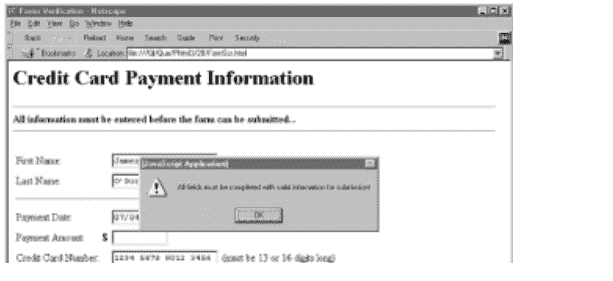 Forms Verification - Netscape
File Edit View Go Window Help
Back Reload Home Search Guide Print Security
Bookmarks Location:
Credit Card Payment Information
All information must be entered before the form can be submitted...
First Name: James
Last Name:
[JavaScript Application]
All fields must be completed with valid information for submission!
OK
Payment Date: 07/04
Payment Amount: $
Credit Card Number: 1234 5678 9012 3456 (must be 13 or 16 digits long)